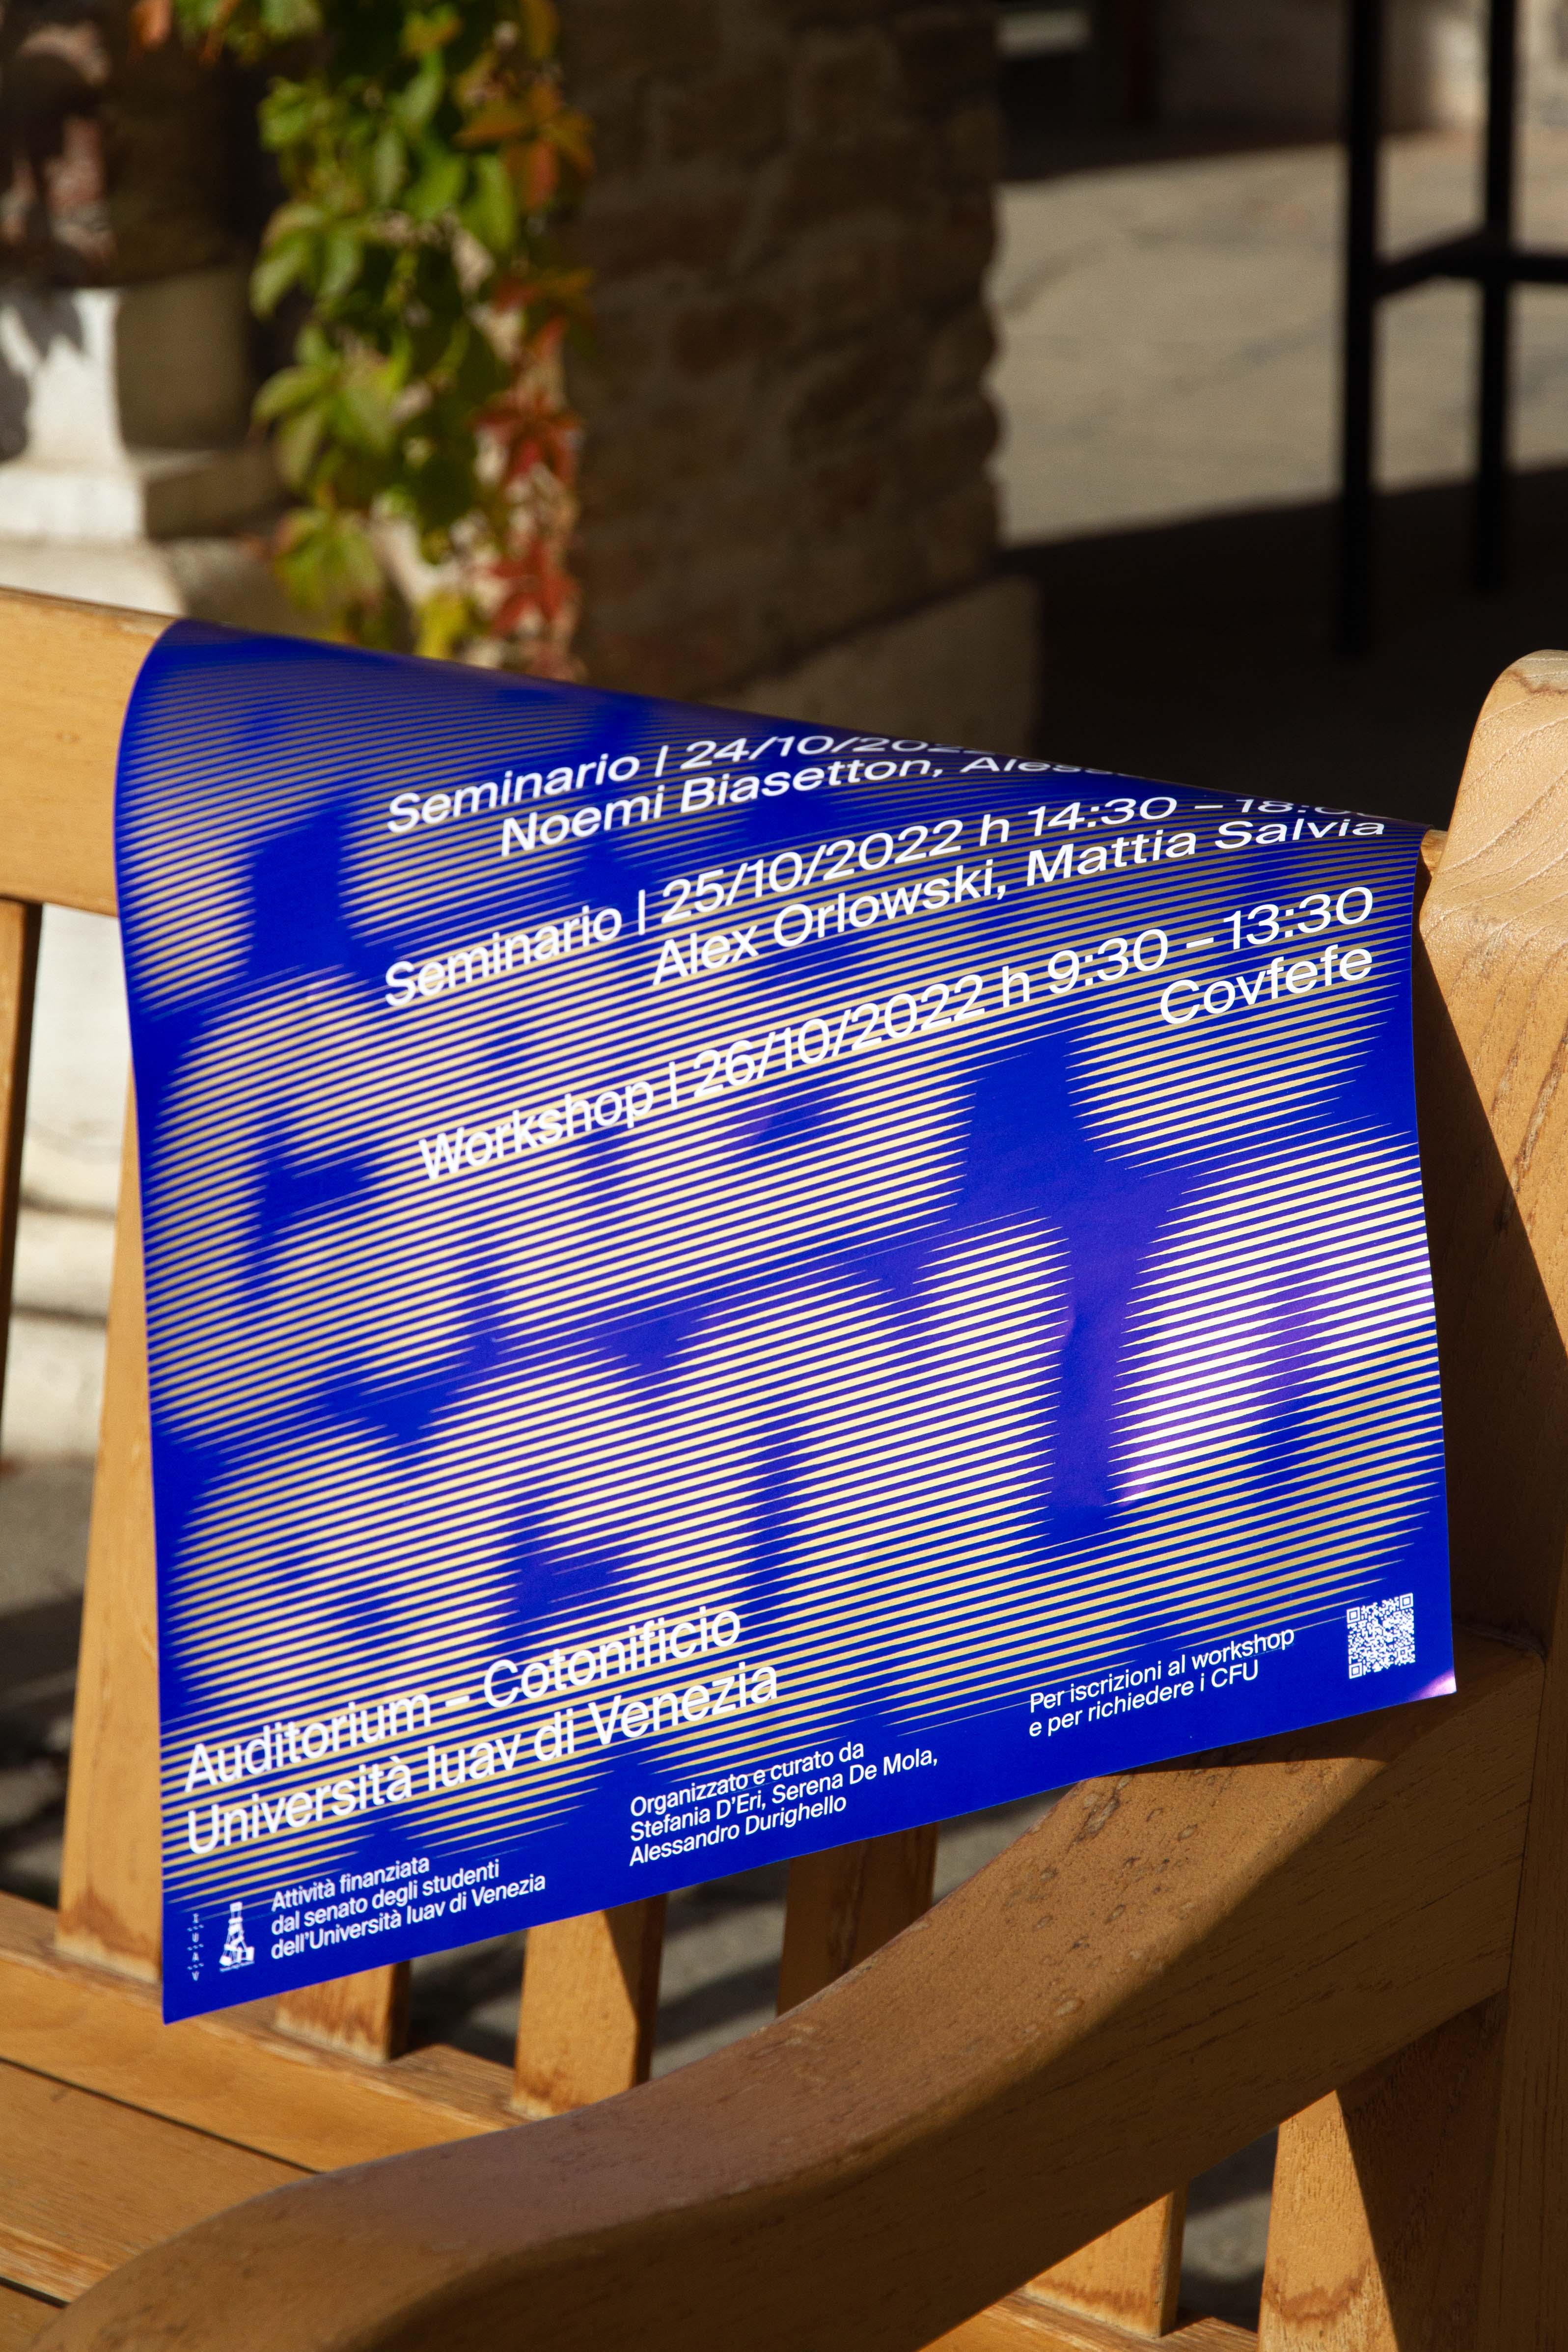 Seminario | 24/10/2022
Noemi Biasetton,
Seminario | 25/10/2022 h 14:30 –
Alex Orlowski, Mattia Salvia
Workshop | 26/10/2022 h 9:30 – 13:30
Covfefe
Auditorium – Cotonificio
Università Iuav di Venezia
Per iscrizioni al workshop
e per richiedere i CFU
Organizzato e curato da
Stefania D'Eri, Serena De Mola,
Alessandro Durighello
Attività finanziata
dal senato degli studenti
dell'Università Iuav di Venezia
I
U
A
V